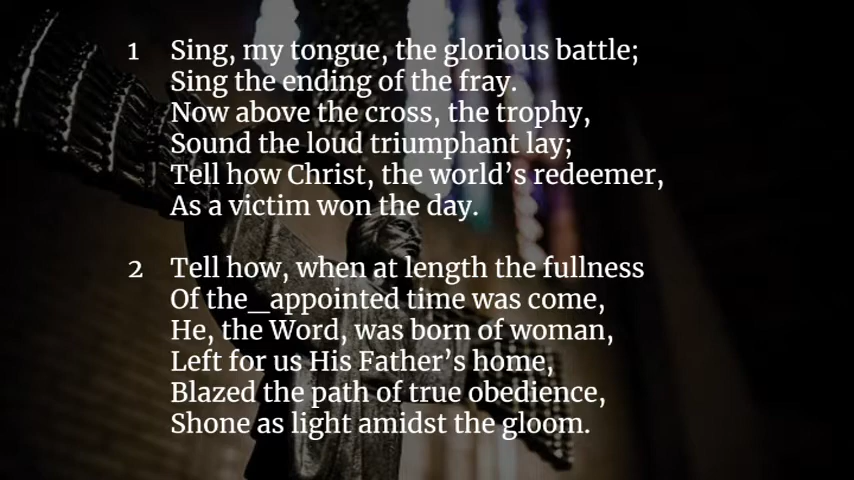 1 Sing, my tongue, the glorious battle;
Sing the ending of the fray.
Now above the cross, the trophy,
Sound the loud triumphant lay;
Tell how Christ, the world’s redeemer,
As a victim won the day.
2 Tell how, when at length the fullness
Of the_appointed time was come,
He, the Word, was born of woman,
Left for us His Father’s home,
Blazed the path of true obedience,
Shone as light amidst the gloom.